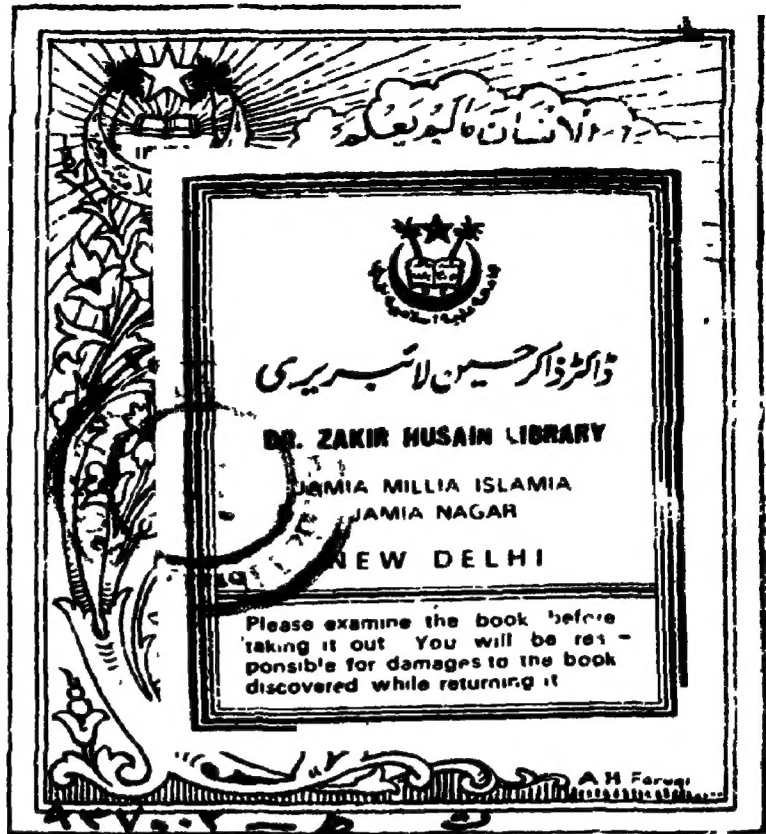 الانسان مالم يعلم
ڈاکٹر ذاکر حسین لائبریری
DR. ZAKIR HUSAIN LIBRARY
JAMIA MILLIA ISLAMIA
JAMIA NAGAR
NEW DELHI
Please examine the book before
taking it out You will be res -
ponsible for damages to the book
discovered while returning it
A H Faruqi